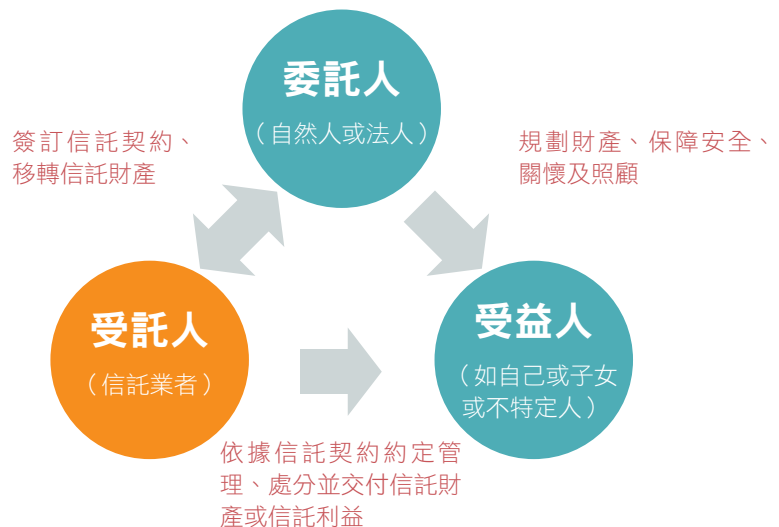 委託人
（自然人或法人）
簽訂信託契約、
移轉信託財產
規劃財產、保障安全、
關懷及照顧
受託人
（信託業者）
受益人
（如自己或子女
或不特定人）
依據信託契約約定管
理、處分並交付信託財
產或信託利益